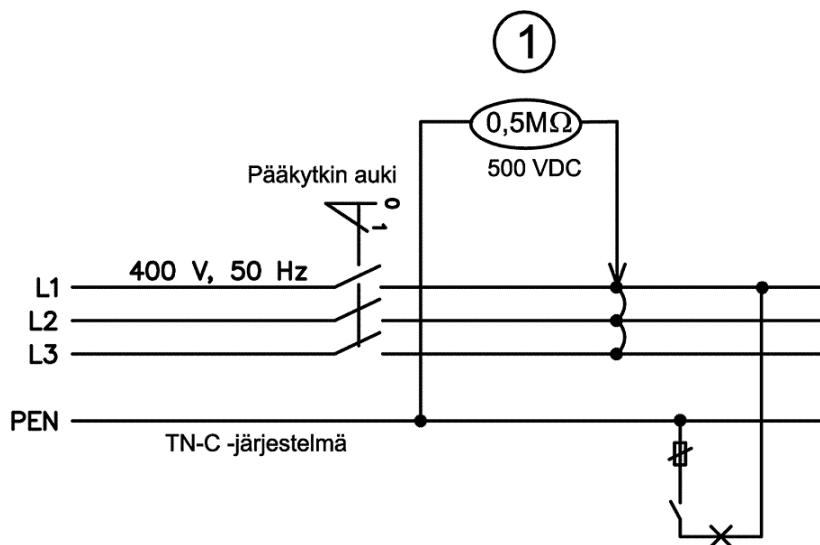 1
0,5MΩ
500 VDC
Pääkytkin auki
0
1
400 V, 50 Hz
L1
L2
L3
PEN
TN-C -järjestelmä